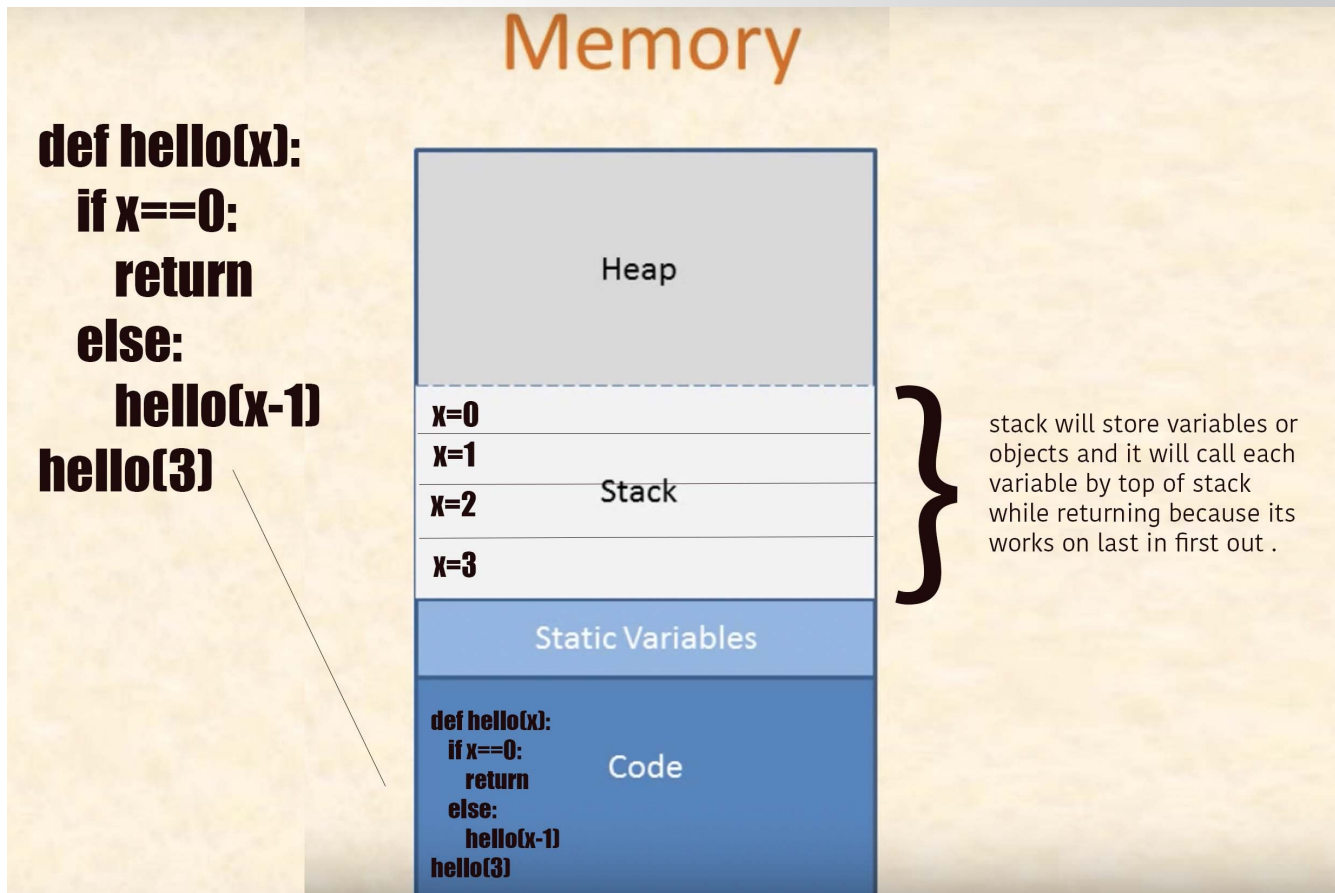 Memory
def hello(x):
if x==0:
return
else:
hello(x-1)
hello(3)
Heap
x=0
x=1
x=2
x=3
Stack
stack will store variables or
objects and it will call each
variable by top of stack
while returning because its
works on last in first out .
Static Variables
def hello(x):
if x==0:
return
else:
hello(x-1)
hello(3)
Code